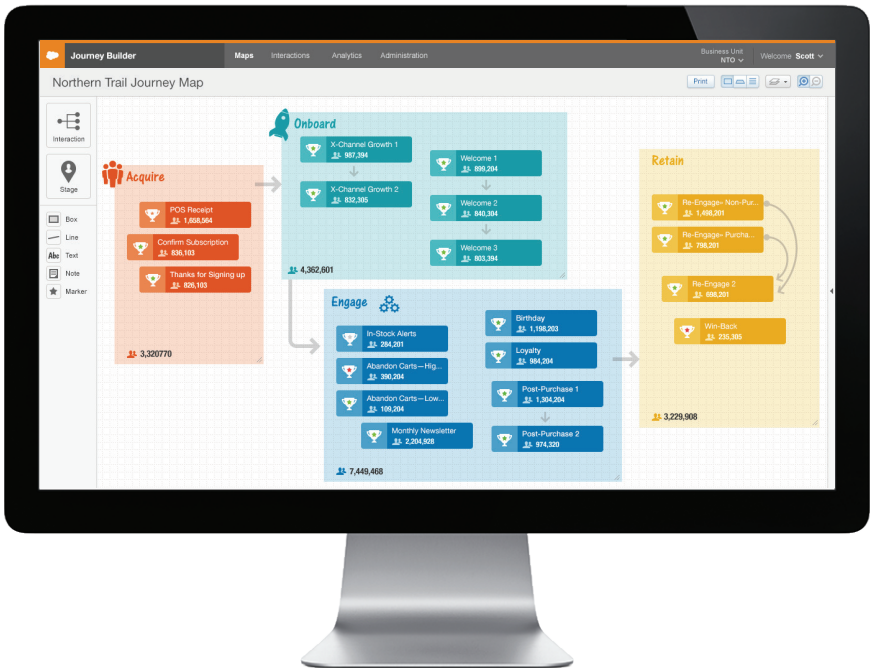 Journey Builder
Maps
Interactions
Analytics
Administration
Business Unit
NTO
Welcome Scott
Northern Trail Journey Map
Print
Interaction
Stage
Box
Line
Abc Text
Note
Marker
Acquire
POS Receipt
1,658,564
Confirm Subscription
836,103
Thanks for Signing up
826,103
3,320770
Onboard
X-Channel Growth 1
987,394
X-Channel Growth 2
832,305
Welcome 1
899,204
Welcome 2
840,304
Welcome 3
803,394
4,362,601
Engage
In-Stock Alerts
284,201
Abandon Carts—Hig...
390,204
Abandon Carts—Low...
109,204
Monthly Newsletter
2,204,928
Birthday
1,198,203
Loyalty
984,204
Post-Purchase 1
1,304,204
Post-Purchase 2
974,320
7,449,468
Retain
Re-Engage- Non-Pur...
1,498,201
Re-Engage- Purcha...
798,201
Re-Engage 2
698,201
Win-Back
235,305
3,229,908